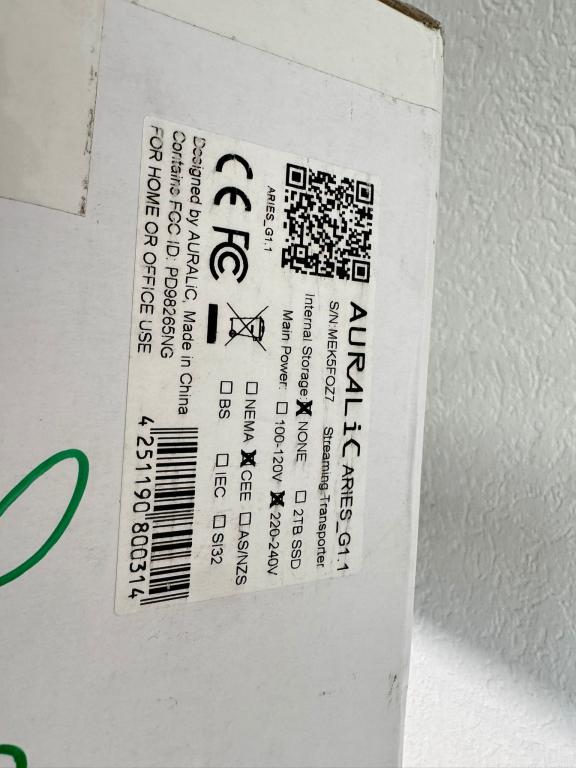 AURALiC ARIES_G1.1
S/N:MEK5FQZ7 Streaming Transporter
Internal Storage: NONE 2TB SSD
Main Power: 100-120V 220-240V
NEMA CEE AS/NZS
BS IEC SI32
ARIES_G1.1
CE FC
Designed by AURALiC, Made in China
Contains FCC ID: PD98265NG
FOR HOME OR OFFICE USE
4 251190 800314